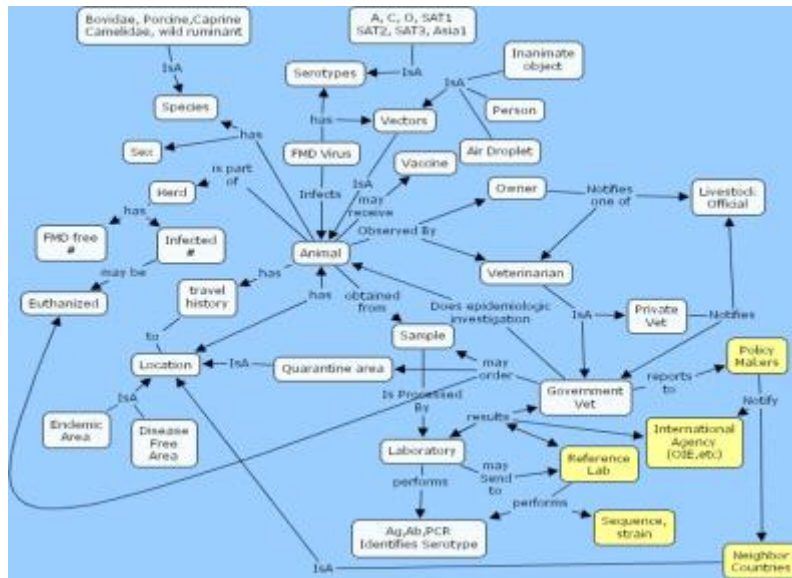 Bovidae, Porcine,Caprine
Camelidae, wild ruminant
A, C, O, SAT1
SAT2, SAT3, Asia1
Inanimate
object
IsA
Serotypes
IsA
IsA
Species
has
Vectors
Person
Sex
has
FMD Virus
Vaccine
Air Droplet
is part
of
Herd
Infects
IsA
may
receive
Owner
Notifies
one of
Livestock
Official
has
FMD free
#
Infected
#
Animal
Observed By
Veterinarian
may be
Euthanized
travel
history
has
has
obtained
from
Does epidemiologic
investigation
IsA
Private
Vet
Notifies
to
Sample
Location
IsA
Quarantine area
may
order
Government
Vet
reports
to
Policy
Makers
IsA
Is Processed
By
Notify
Endemic
Area
Disease
Free
Area
results
Laboratory
International
Agency
(OIE,etc)
Reference
Lab
may
Send
to
performs
performs
Ag,Ab,PCR
Identifies Serotype
Sequence,
strain
Neighbor
Countries
IsA